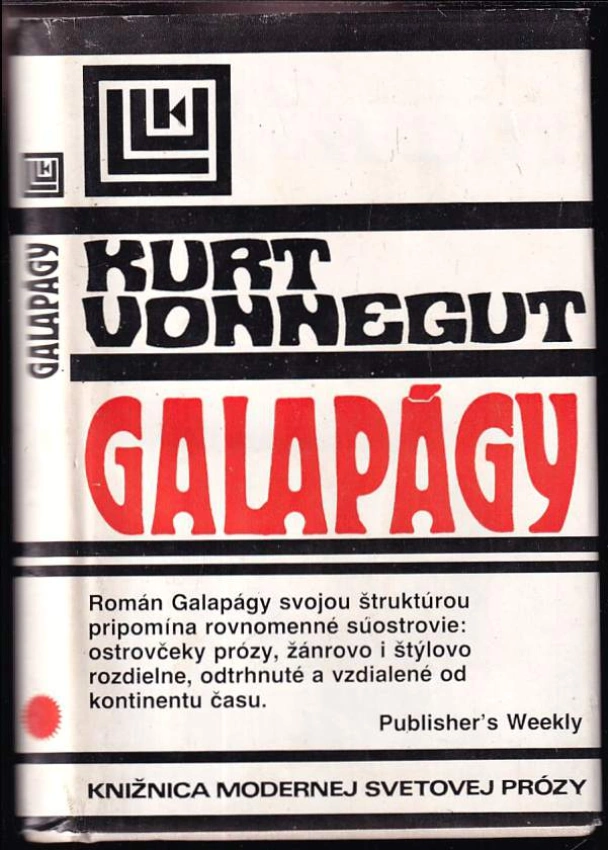 GALAPÁGY
KURT
VONNEGUT
GALAPÁGY
Román Galapágy svojou štruktúrou
pripomína rovnomenné súostrovie:
ostrovčeky prózy, žánrovo i štýlovo
rozdielne, odtrhnuté a vzdialené od
kontinentu času.
Publisher's Weekly
KNIŽNICA MODERNEJ SVETOVEJ PRÓZY